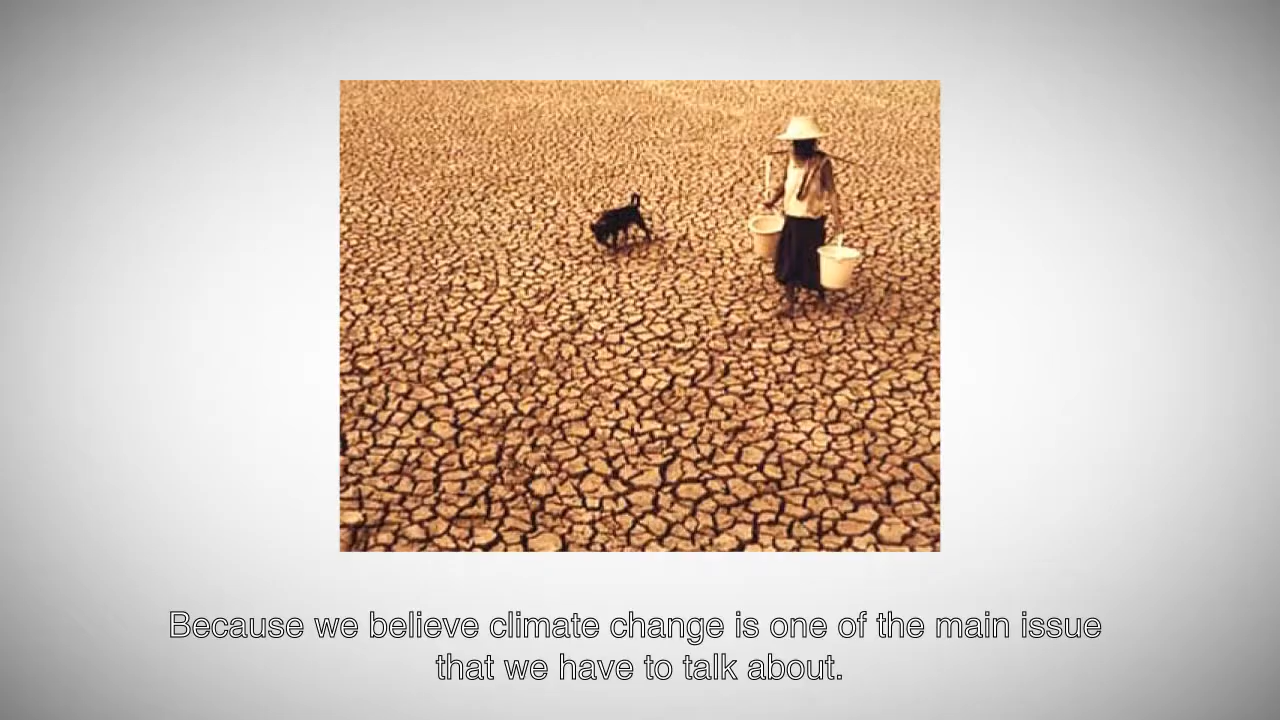 Because we believe climate change is one of the main issue
that we have to talk about.